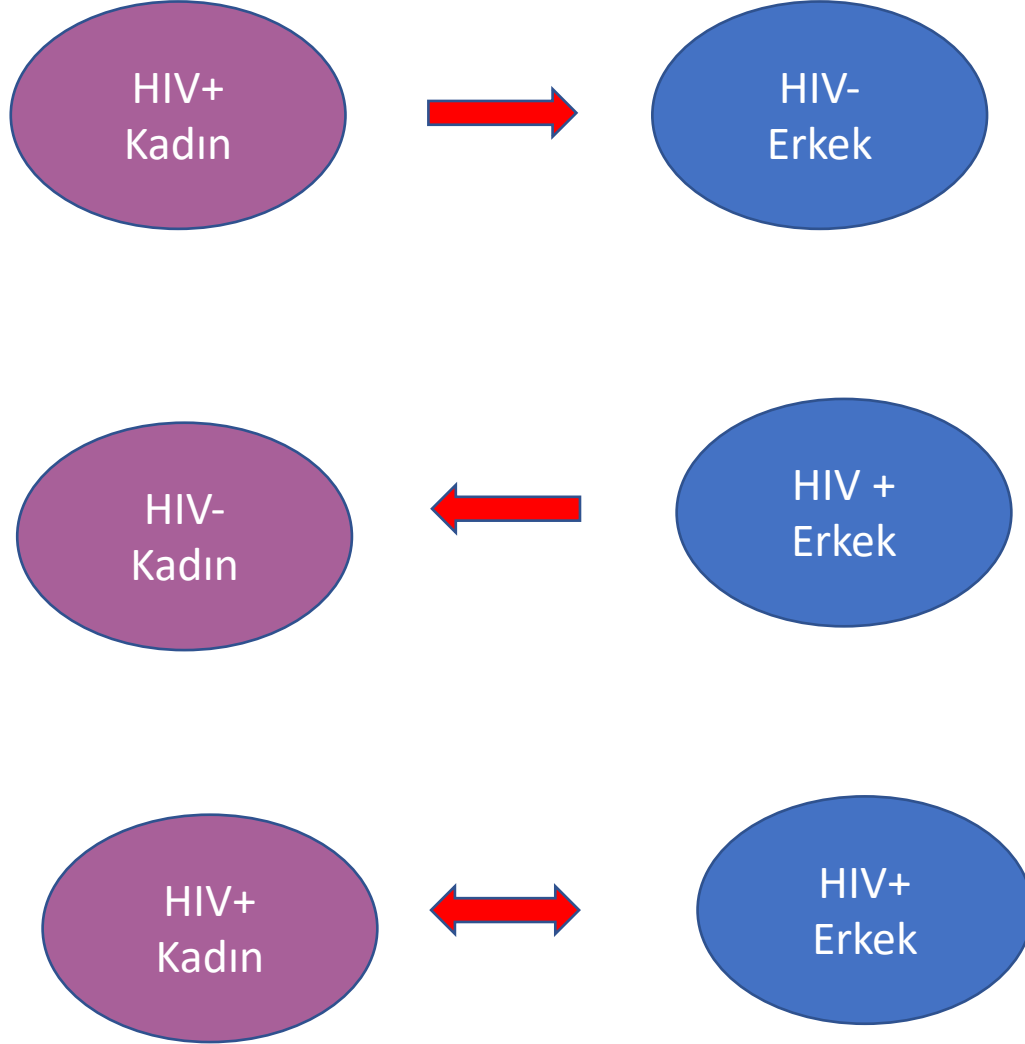 HIV+
Kadın
HIV-
Erkek
HIV-
Kadın
HIV +
Erkek
HIV+
Kadın
HIV+
Erkek